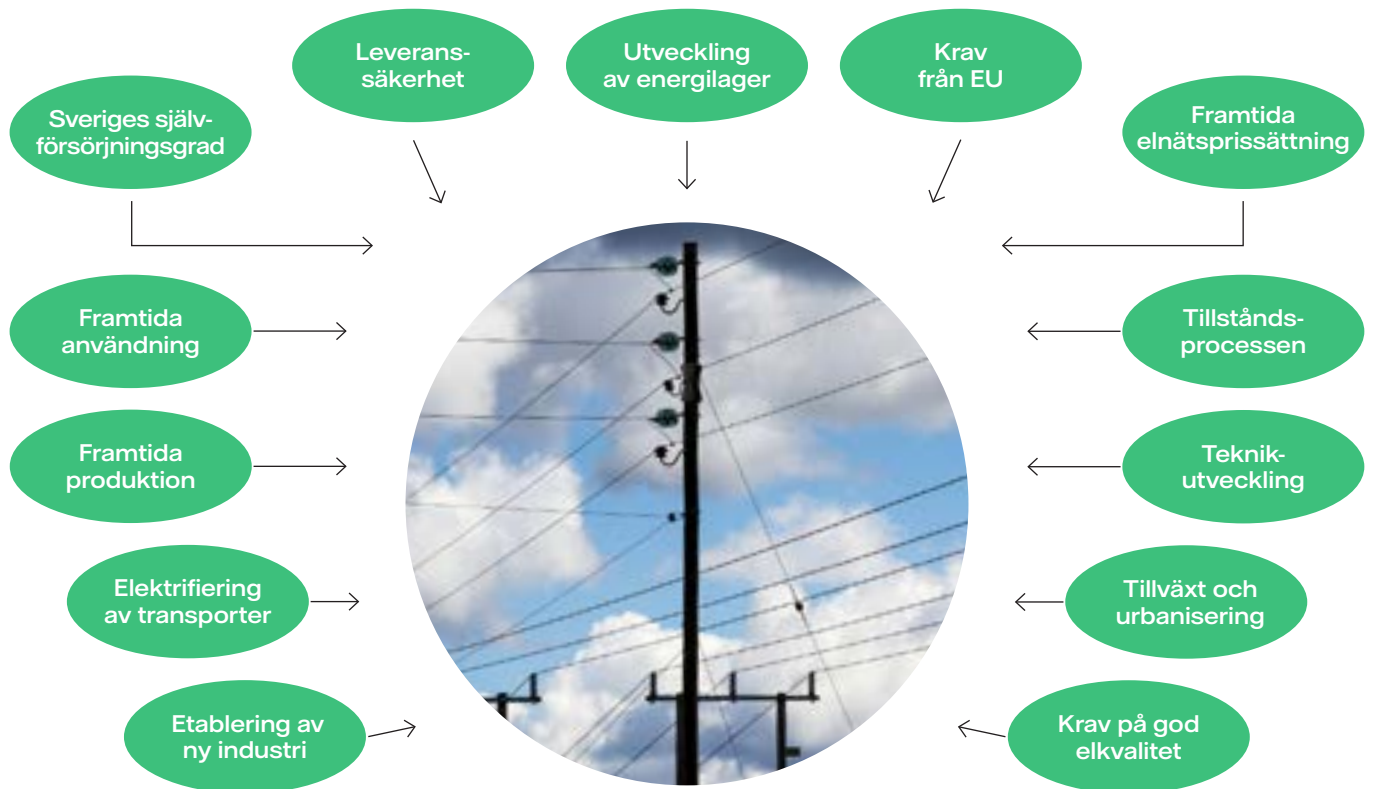 Leverans-
säkerhet
Utveckling
av energilager
Krav
från EU
Sveriges själv-
försörjningsgrad
Framtida
elnätsprissättning
Framtida
användning
Tillstånds-
processen
Framtida
produktion
Teknik-
utveckling
Elektrifiering
av transporter
Tillväxt och
urbanisering
Etablering av
ny industri
Krav på god
elkvalitet